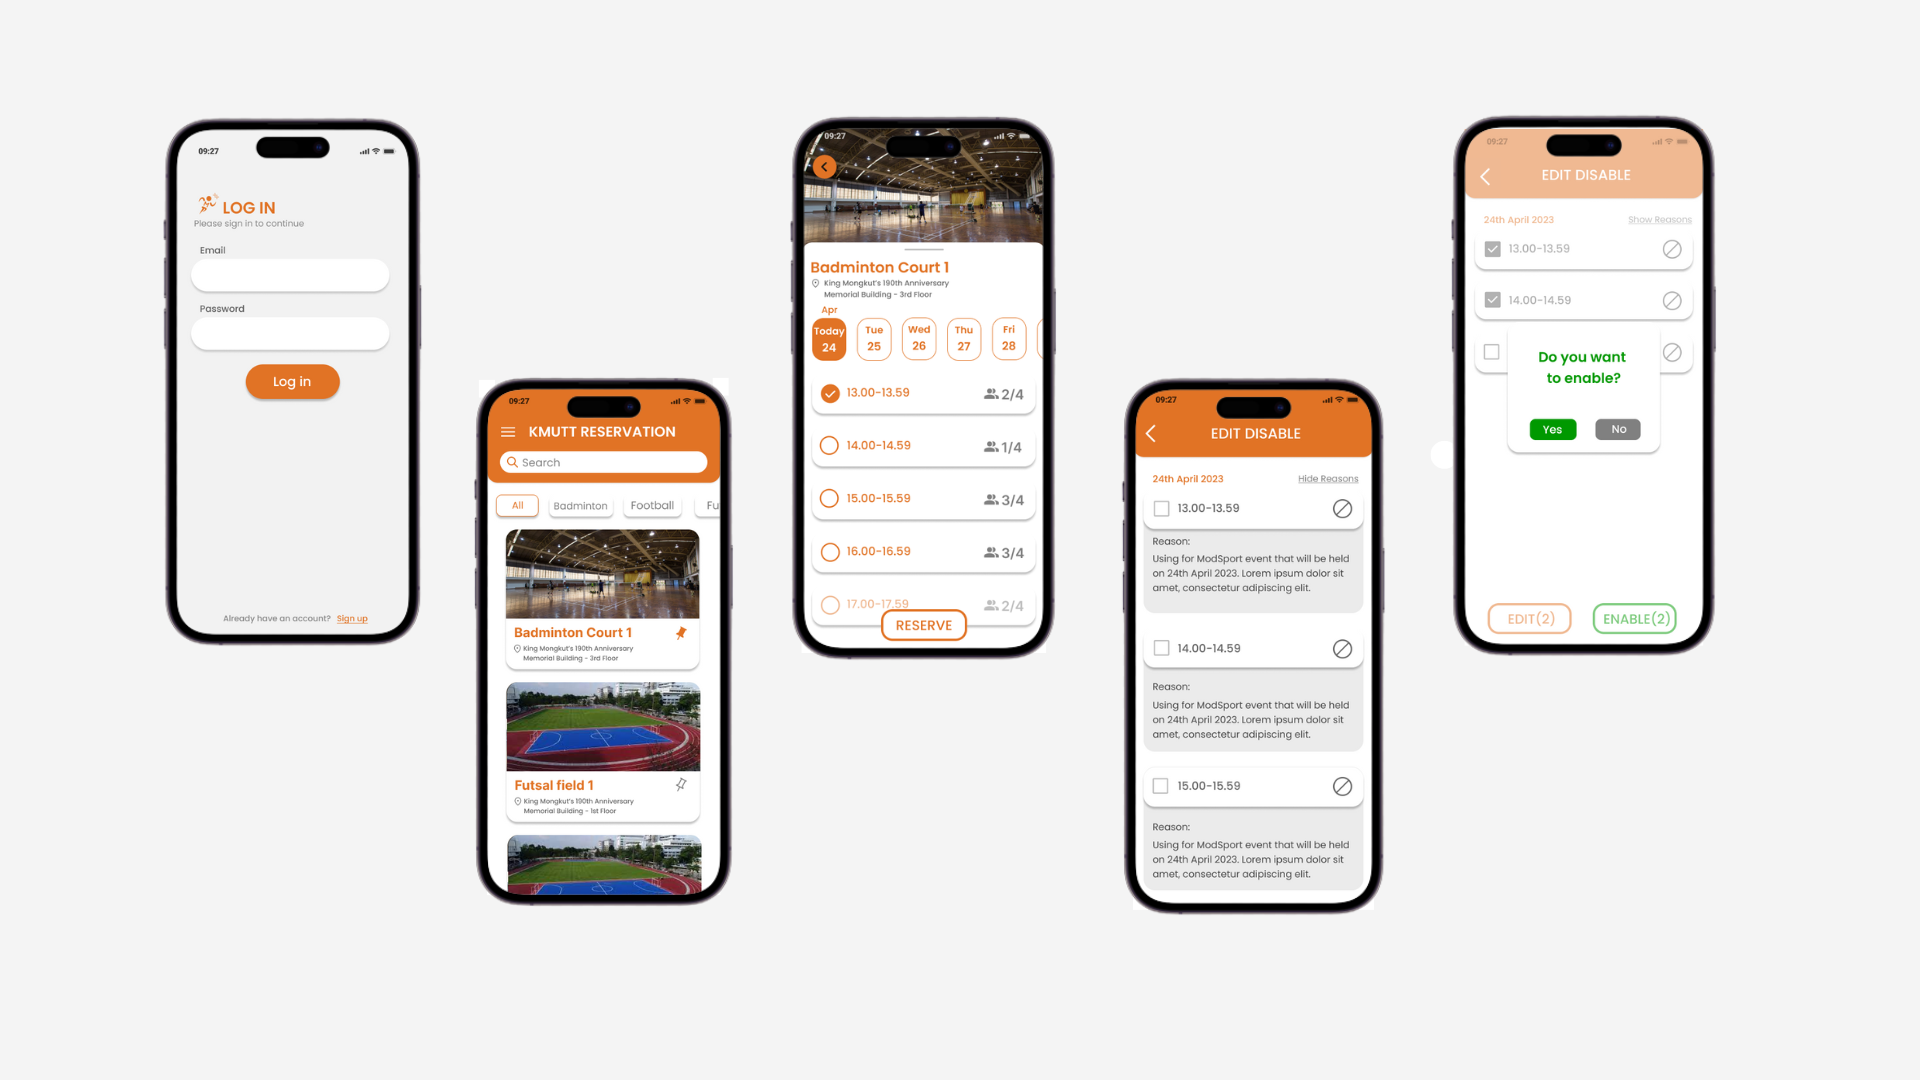 09:27
LOG IN
Please sign in to continue
Email
Password
Log in
Already have an account? Sign up
09:27
KMUTT RESERVATION
Search
All
Badminton
Football
Fu
Badminton Court 1
King Mongkut's 190th Anniversary
Memorial Building - 3rd Floor
Futsal field 1
King Mongkut's 190th Anniversary
Memorial Building - 1st Floor
09:27
Badminton Court 1
King Mongkut's 190th Anniversary
Memorial Building - 3rd Floor
Apr
Today 24
Tue 25
Wed 26
Thu 27
Fri 28
13.00-13.59 2/4
14.00-14.59 1/4
15.00-15.59 3/4
16.00-16.59 3/4
17.00-17.59 2/4
RESERVE
09:27
EDIT DISABLE
24th April 2023 Hide Reasons
13.00-13.59
Reason:
Using for ModSport event that will be held
on 24th April 2023. Lorem ipsum dolor sit
amet, consectetur adipiscing elit.
14.00-14.59
Reason:
Using for ModSport event that will be held
on 24th April 2023. Lorem ipsum dolor sit
amet, consectetur adipiscing elit.
15.00-15.59
Reason:
Using for ModSport event that will be held
on 24th April 2023. Lorem ipsum dolor sit
amet, consectetur adipiscing elit.
09:27
EDIT DISABLE
24th April 2023 Show Reasons
13.00-13.59
14.00-14.59
Do you want
to enable?
Yes
No
EDIT(2)
ENABLE(2)